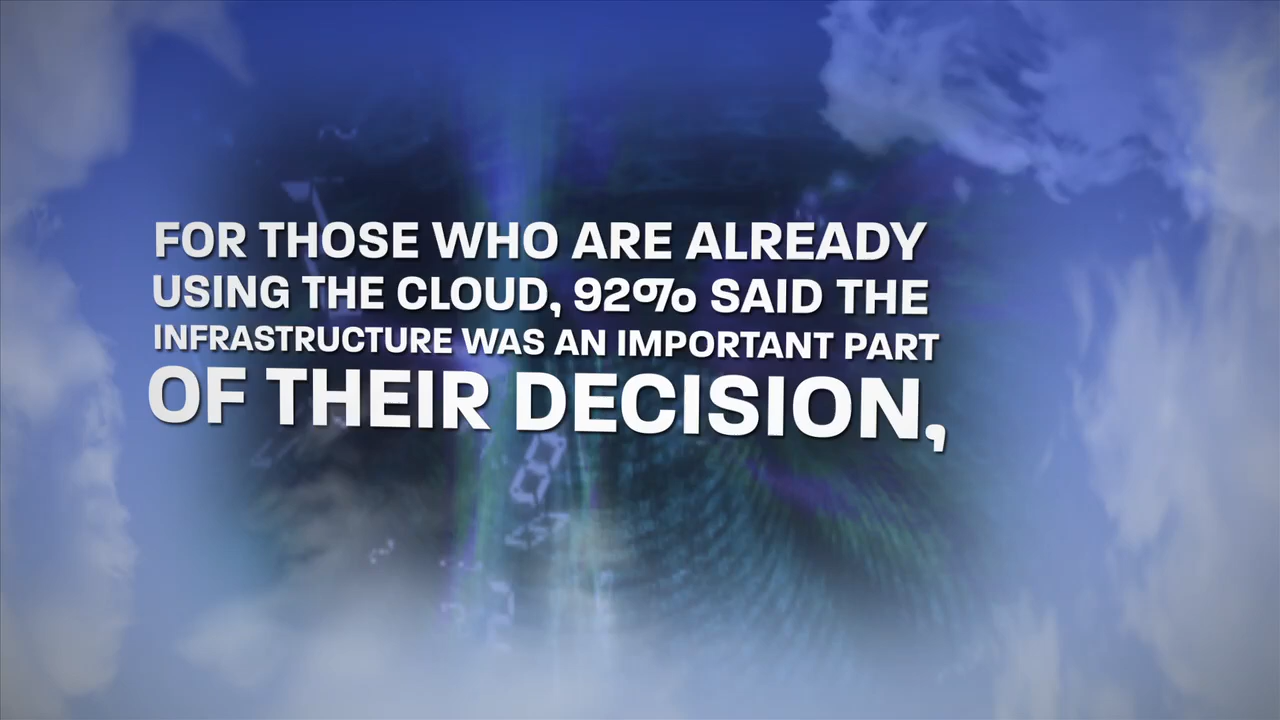 FOR THOSE WHO ARE ALREADY
USING THE CLOUD, 92% SAID THE
INFRASTRUCTURE WAS AN IMPORTANT PART
OF THEIR DECISION,